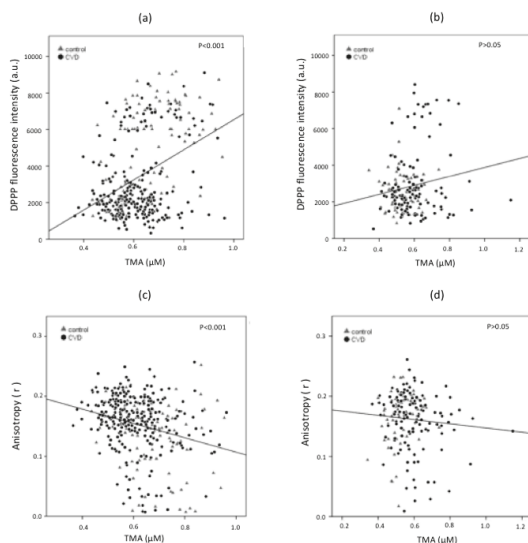 (a)
P<0.001
control
CVD
DPPP fluorescence intensity (a.u.)
10000
8000
6000
4000
2000
0
0.4
0.6
0.8
1.0
TMA (μM)
(b)
P>0.05
control
CVD
DPPP fluorescence intensity (a.u.)
10000
8000
6000
4000
2000
0
0.2
0.4
0.6
0.8
1.0
1.2
TMA (μM)
(c)
P<0.001
control
CVD
Anisotropy ( r )
0.3
0.2
0.1
0.0
0.4
0.6
0.8
1.0
TMA (μM)
(d)
P>0.05
control
CVD
Anisotropy ( r )
0.3
0.2
0.1
0.0
0.2
0.4
0.6
0.8
1.0
1.2
TMA (μM)